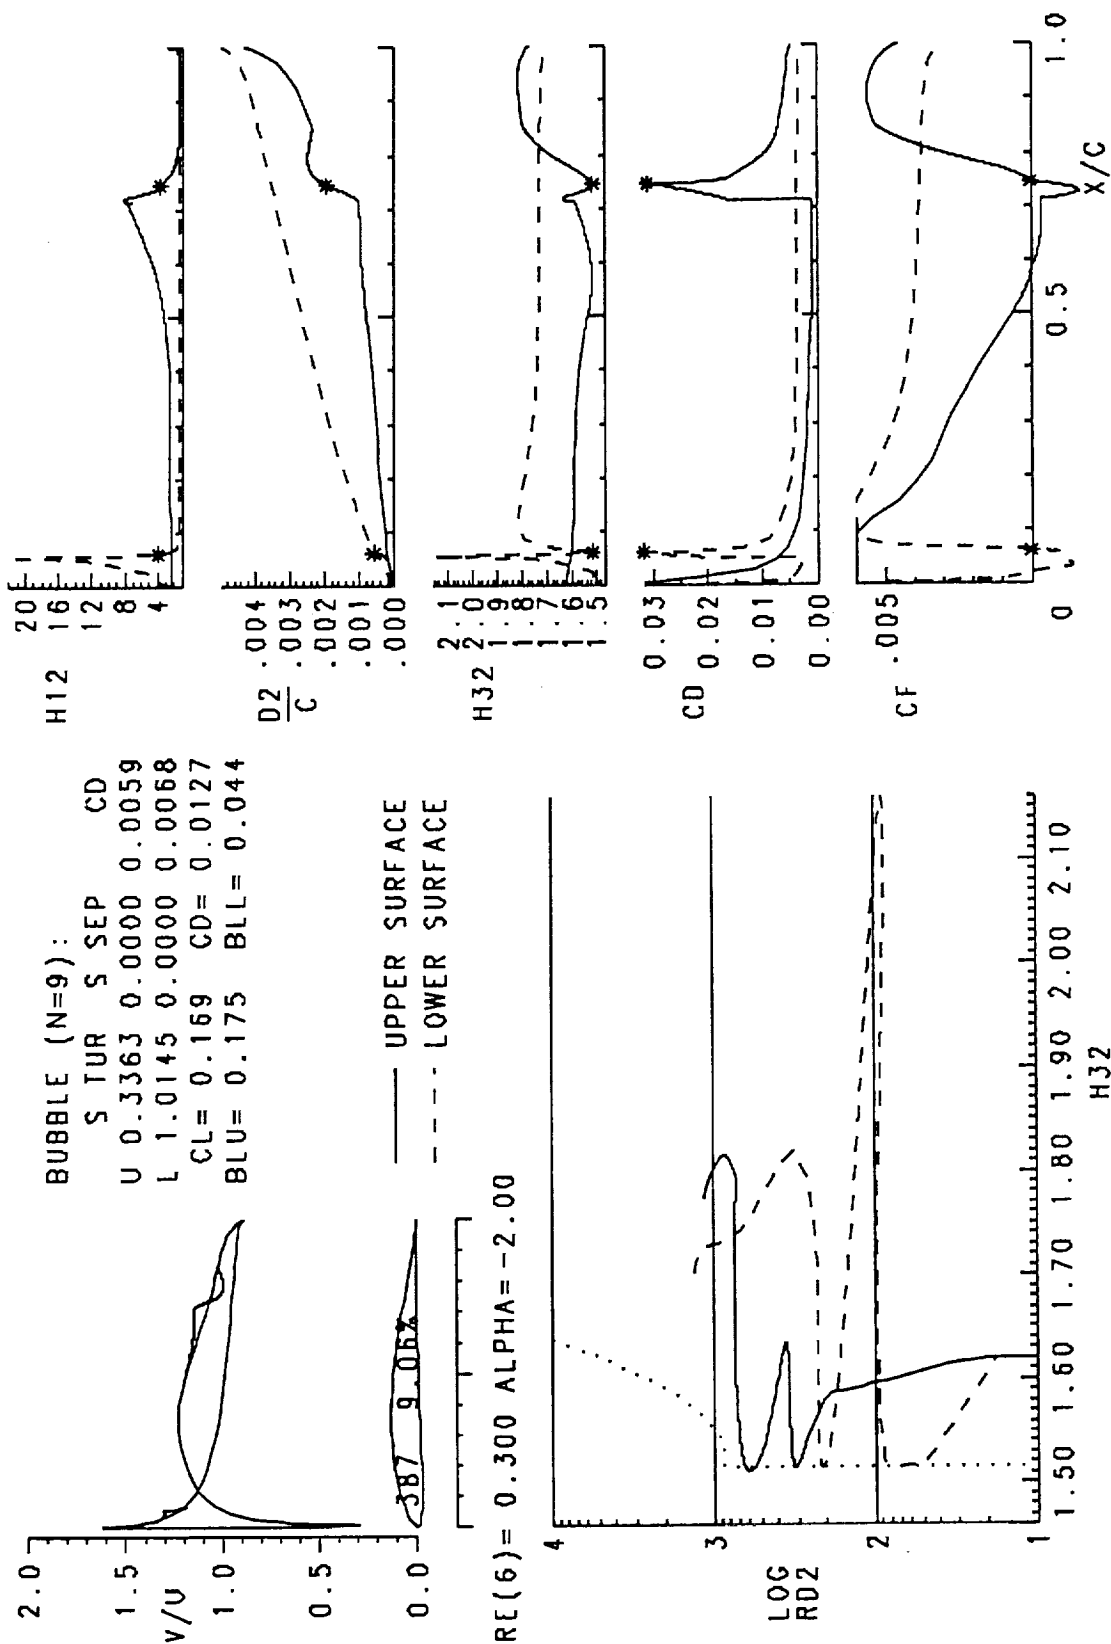 BUBBLE (N=9):
S TUR S SEP CD
U 0.3363 0.0000 0.0059
L 1.0145 0.0000 0.0068
CL= 0.169 CD= 0.0127
BLU= 0.175 BLL= 0.044
2.0
1.5
V/U
1.0
0.5
0.0
387 9.06%
UPPER SURFACE
LOWER SURFACE
RE(6)= 0.300 ALPHA= -2.00
4
3
LOG
RD2
2
1
1.50 1.60 1.70 1.80 1.90 2.00 2.10
H32
H12
20
16
12
8
4
D2
C
.004
.003
.002
.001
.000
H32
2.1
2.0
1.9
1.8
1.7
1.6
1.5
CD
0.03
0.02
0.01
0.00
CF
.005
0
0 0.5 1.0
X/C